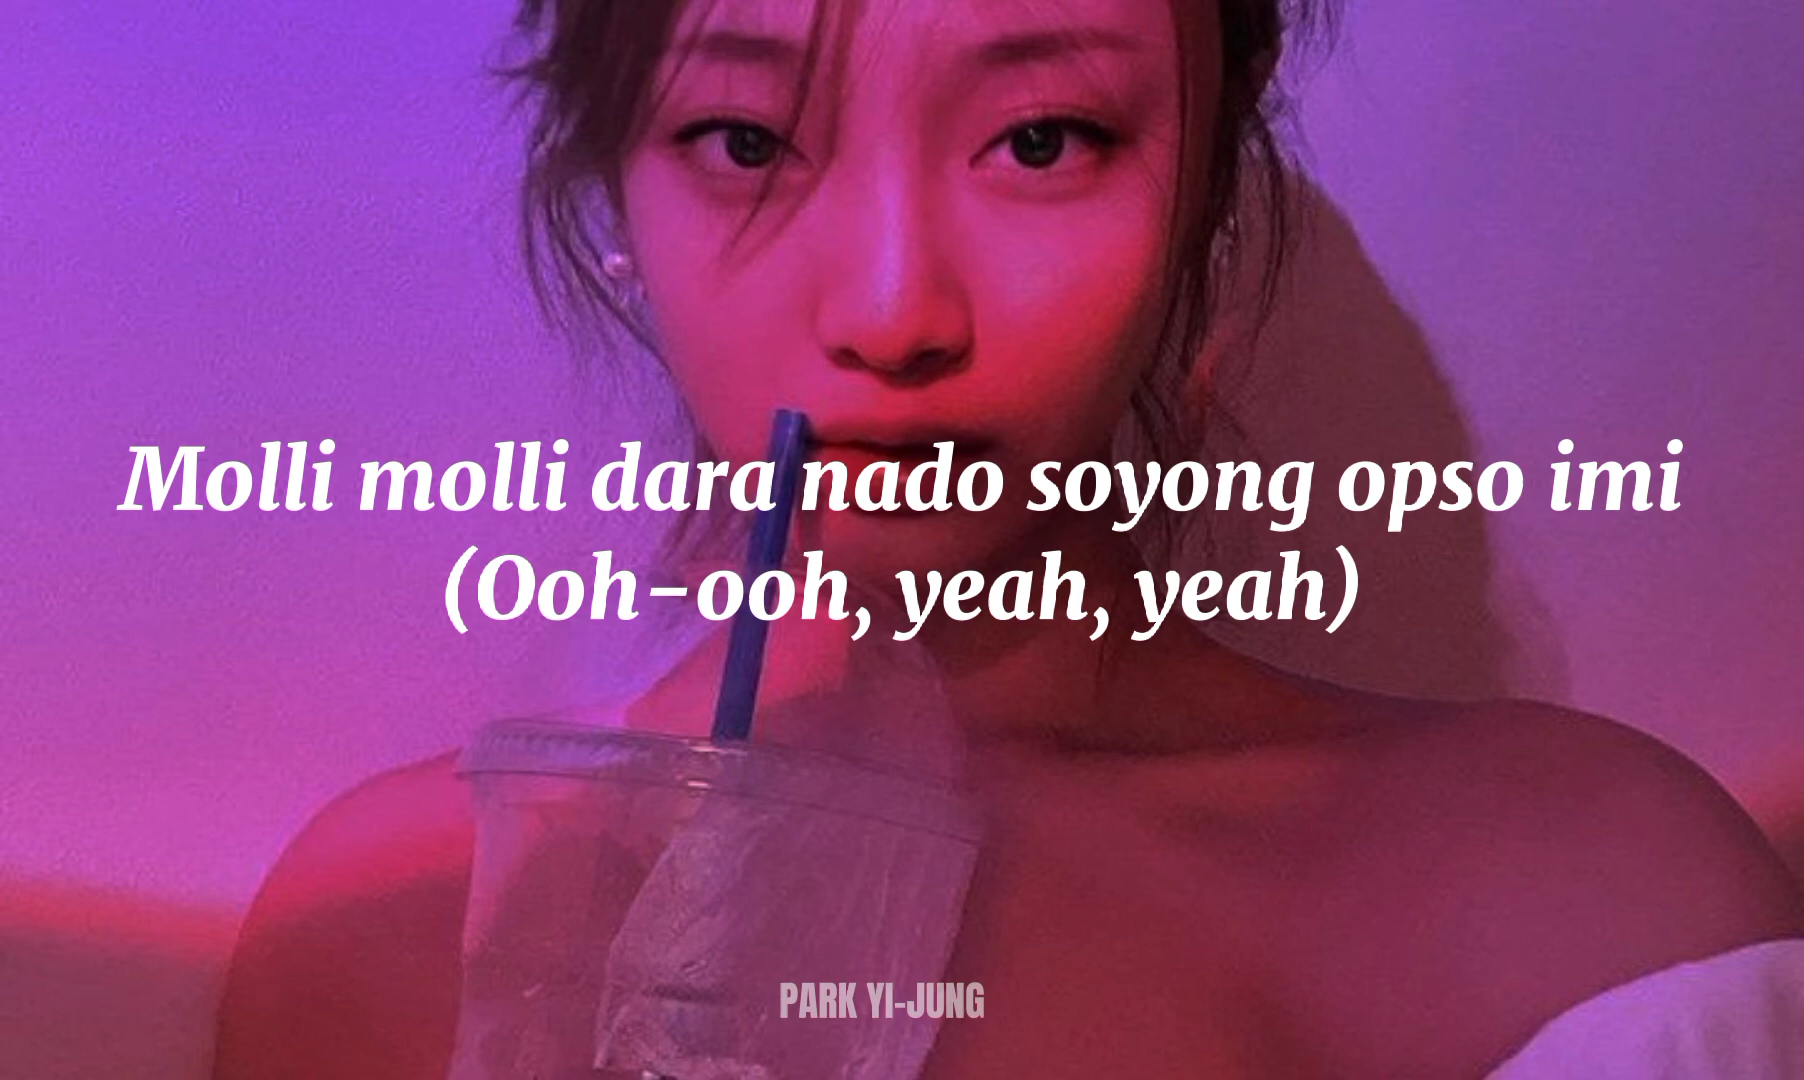 Molli molli dara nado soyong opso imi
(Ooh-ooh, yeah, yeah)
PARK YI-JUNG